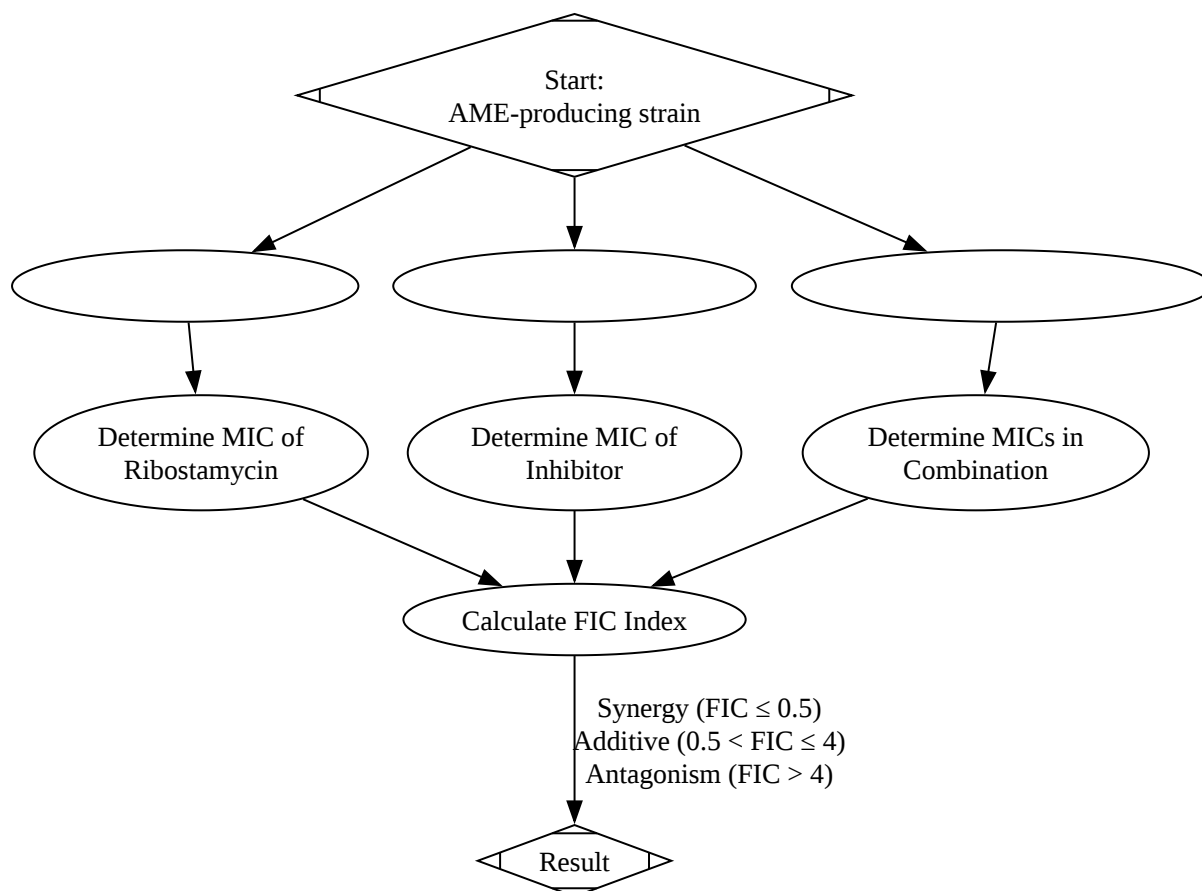 Start:
AME-producing strain
Determine MIC of
Ribostamycin
Determine MIC of
Inhibitor
Determine MICs in
Combination
Calculate FIC Index
Synergy (FIC ≤ 0.5)
Additive (0.5 < FIC ≤ 4)
Antagonism (FIC > 4)
Result